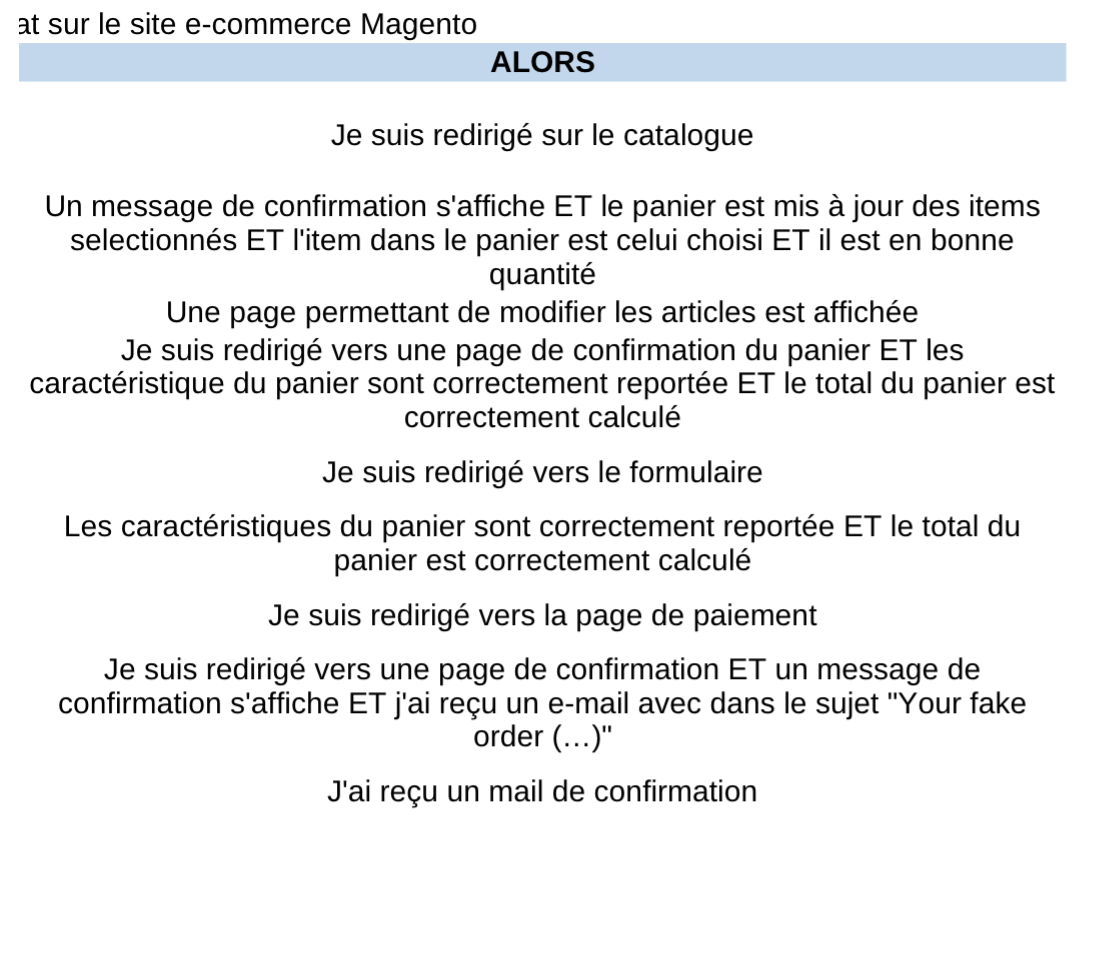 at sur le site e-commerce Magento
ALORS
Je suis redirigé sur le catalogue
Un message de confirmation s'affiche ET le panier est mis à jour des items
selectionnés ET l'item dans le panier est celui choisi ET il est en bonne
quantité
Une page permettant de modifier les articles est affichée
Je suis redirigé vers une page de confirmation du panier ET les
caractéristique du panier sont correctement reportée ET le total du panier est
correctement calculé
Je suis redirigé vers le formulaire
Les caractéristiques du panier sont correctement reportée ET le total du
panier est correctement calculé
Je suis redirigé vers la page de paiement
Je suis redirigé vers une page de confirmation ET un message de
confirmation s'affiche ET j'ai reçu un e-mail avec dans le sujet "Your fake
order (…)"
J'ai reçu un mail de confirmation